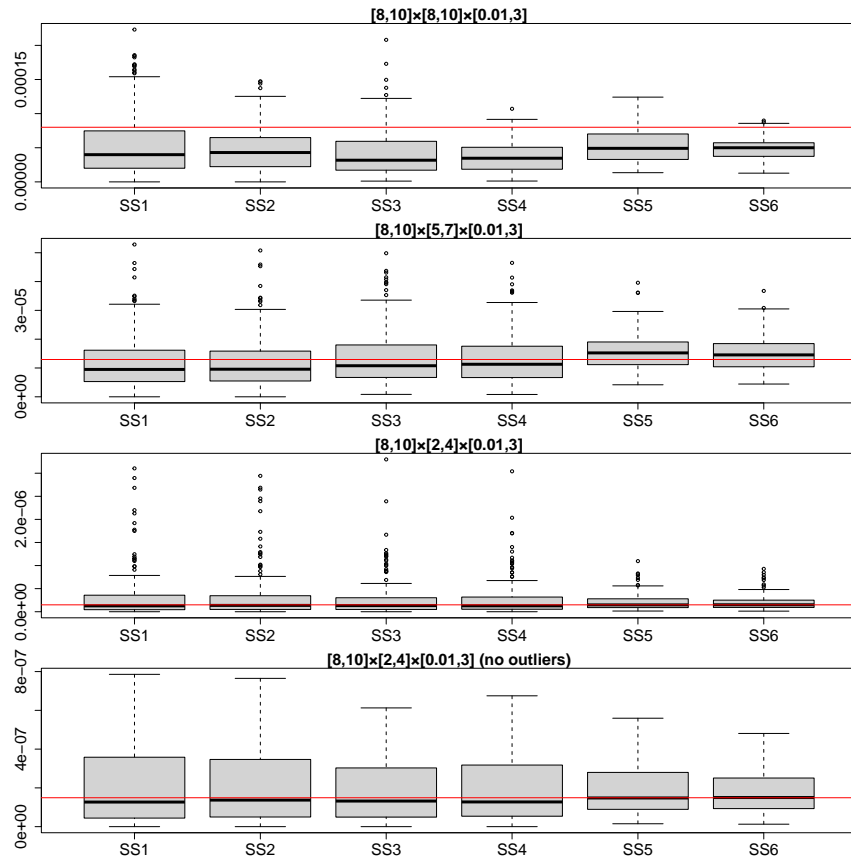 [8,10]×[8,10]×[0.01,3]
0.00015
0.00000
SS1 SS2 SS3 SS4 SS5 SS6
[8,10]×[5,7]×[0.01,3]
3e-05
0e+00
SS1 SS2 SS3 SS4 SS5 SS6
[8,10]×[2,4]×[0.01,3]
2.0e-06
0.0e+00
SS1 SS2 SS3 SS4 SS5 SS6
[8,10]×[2,4]×[0.01,3] (no outliers)
8e-07
4e-07
0e+00
SS1 SS2 SS3 SS4 SS5 SS6